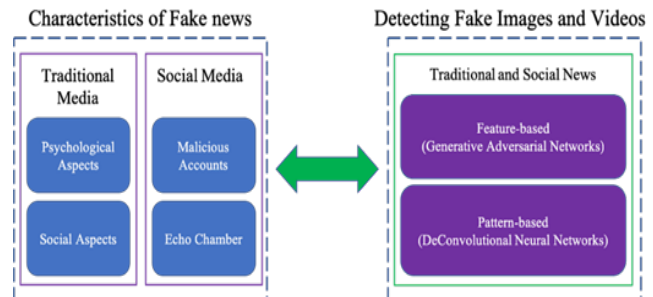 Characteristics of Fake news
Traditional
Media
Psychological
Aspects
Social Aspects
Social Media
Malicious
Accounts
Echo Chamber
Detecting Fake Images and Videos
Traditional and Social News
Feature-based
(Generative Adversarial Networks)
Pattern-based
(DeConvolutional Neural Networks)